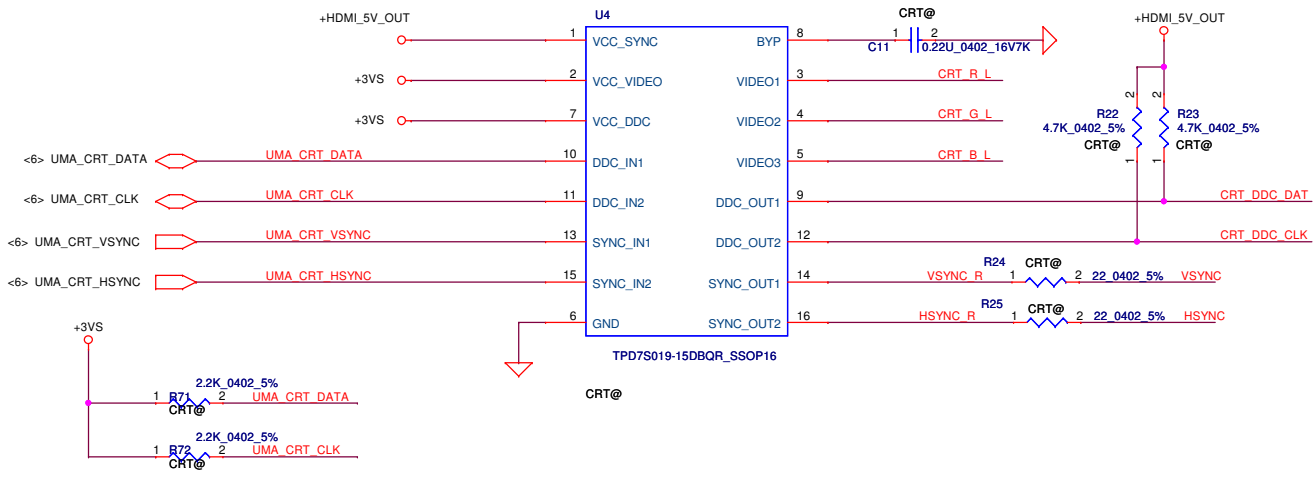 U4
CRT@
+HDMI_5V_OUT
+HDMI_5V_OUT
1 VCC_SYNC BYP 8
1 2
C11 0.22U_0402_16V7K
+3VS 2 VCC_VIDEO VIDEO1 3 CRT_R_L
+3VS 7 VCC_DDC VIDEO2 4 CRT_G_L
2 2
R22 R23
4.7K_0402_5% 4.7K_0402_5%
CRT@ CRT@
1 1
<6> UMA_CRT_DATA UMA_CRT_DATA 10 DDC_IN1 VIDEO3 5 CRT_B_L
<6> UMA_CRT_CLK UMA_CRT_CLK 11 DDC_IN2 DDC_OUT1 9 CRT_DDC_DAT
<6> UMA_CRT_VSYNC UMA_CRT_VSYNC 13 SYNC_IN1 DDC_OUT2 12 CRT_DDC_CLK
R24 CRT@
<6> UMA_CRT_HSYNC UMA_CRT_HSYNC 15 SYNC_IN2 SYNC_OUT1 14 VSYNC_R 1 2 22_0402_5% VSYNC
R25 CRT@
6 GND SYNC_OUT2 16 HSYNC_R 1 2 22_0402_5% HSYNC
TPD7S019-15DBQR_SSOP16
CRT@
+3VS
2.2K_0402_5%
1 R71 2 UMA_CRT_DATA
CRT@
2.2K_0402_5%
1 R72 2 UMA_CRT_CLK
CRT@